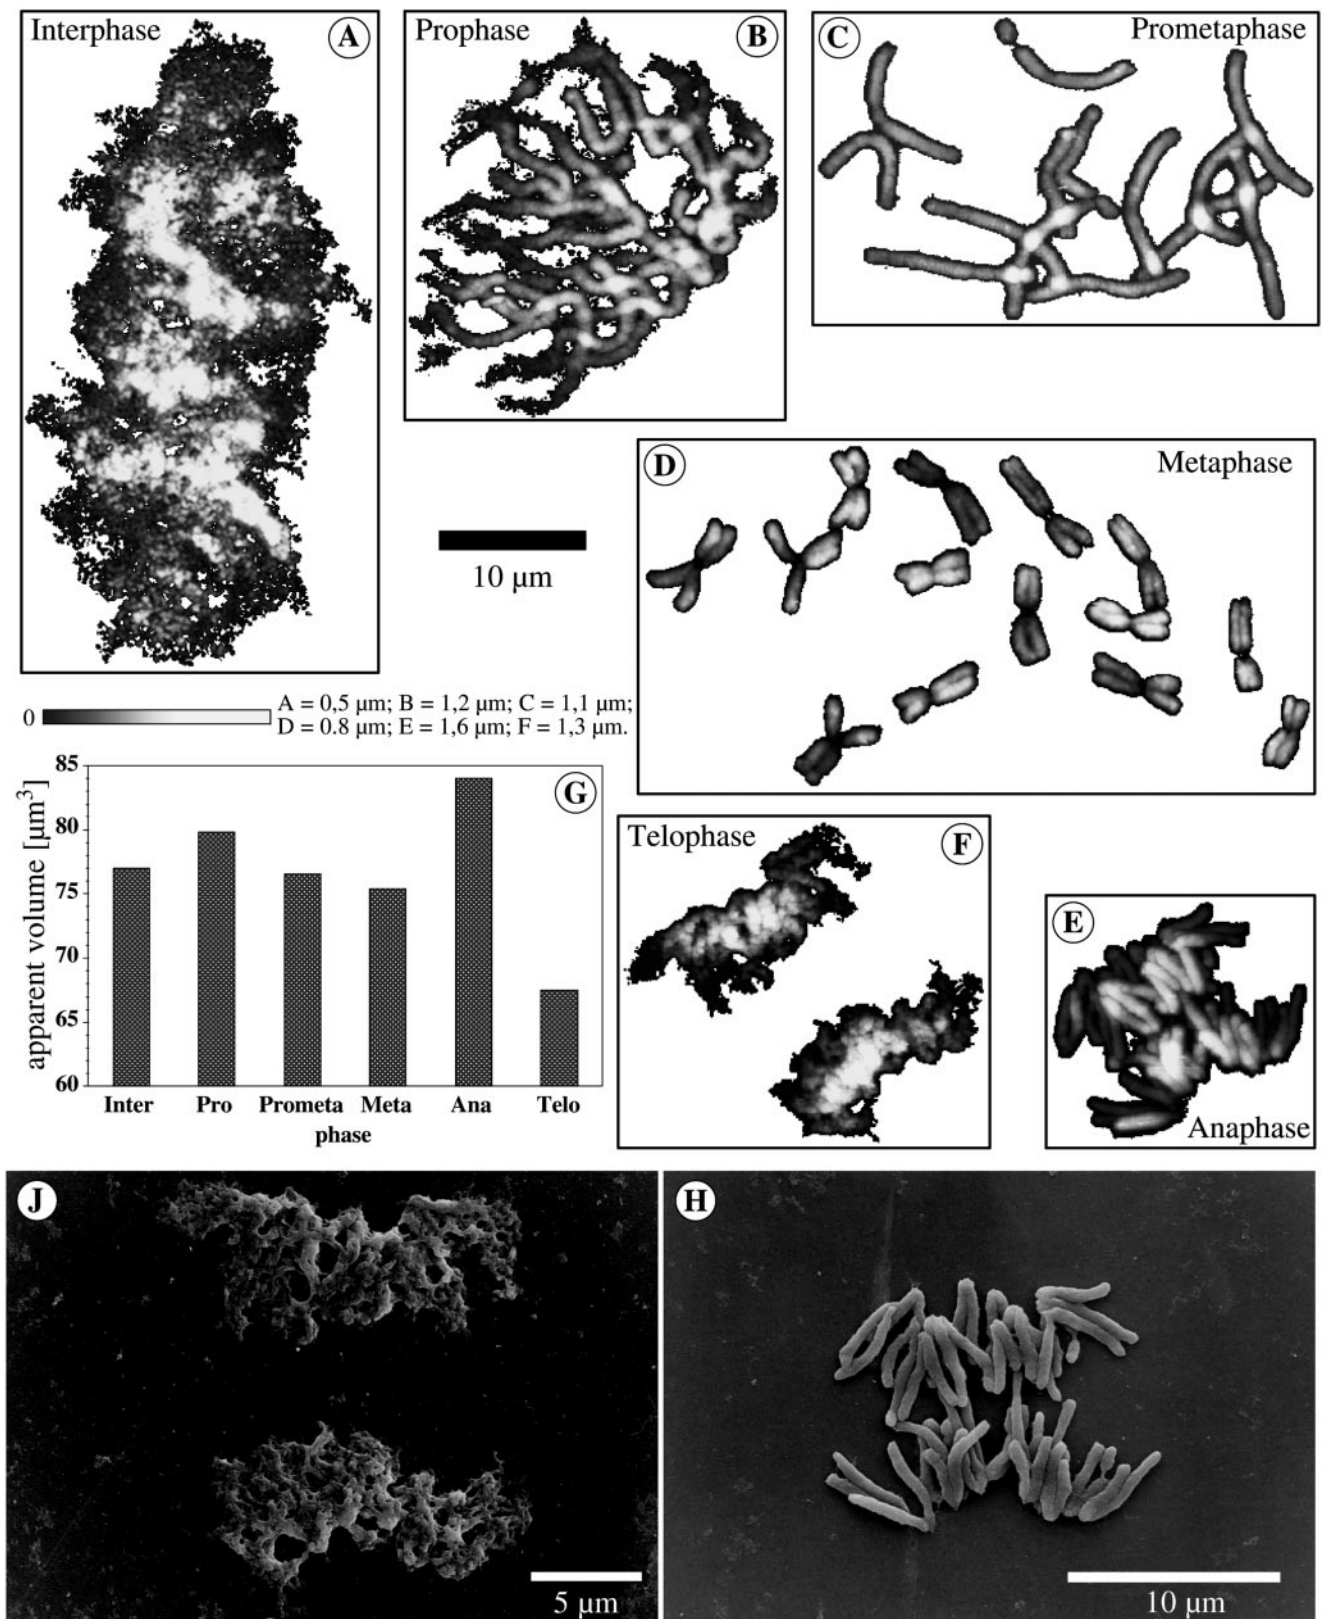 Interphase
A
Prophase
B
C
Prometaphase
D
Metaphase
10 µm
0
A = 0,5 µm; B = 1,2 µm; C = 1,1 µm;
D = 0.8 µm; E = 1,6 µm; F = 1,3 µm.
G
apparent volume [µm³]
85
80
75
70
65
60
Inter Pro Prometa Meta Ana Telo
phase
Telophase
F
E
Anaphase
J
5 µm
H
10 µm